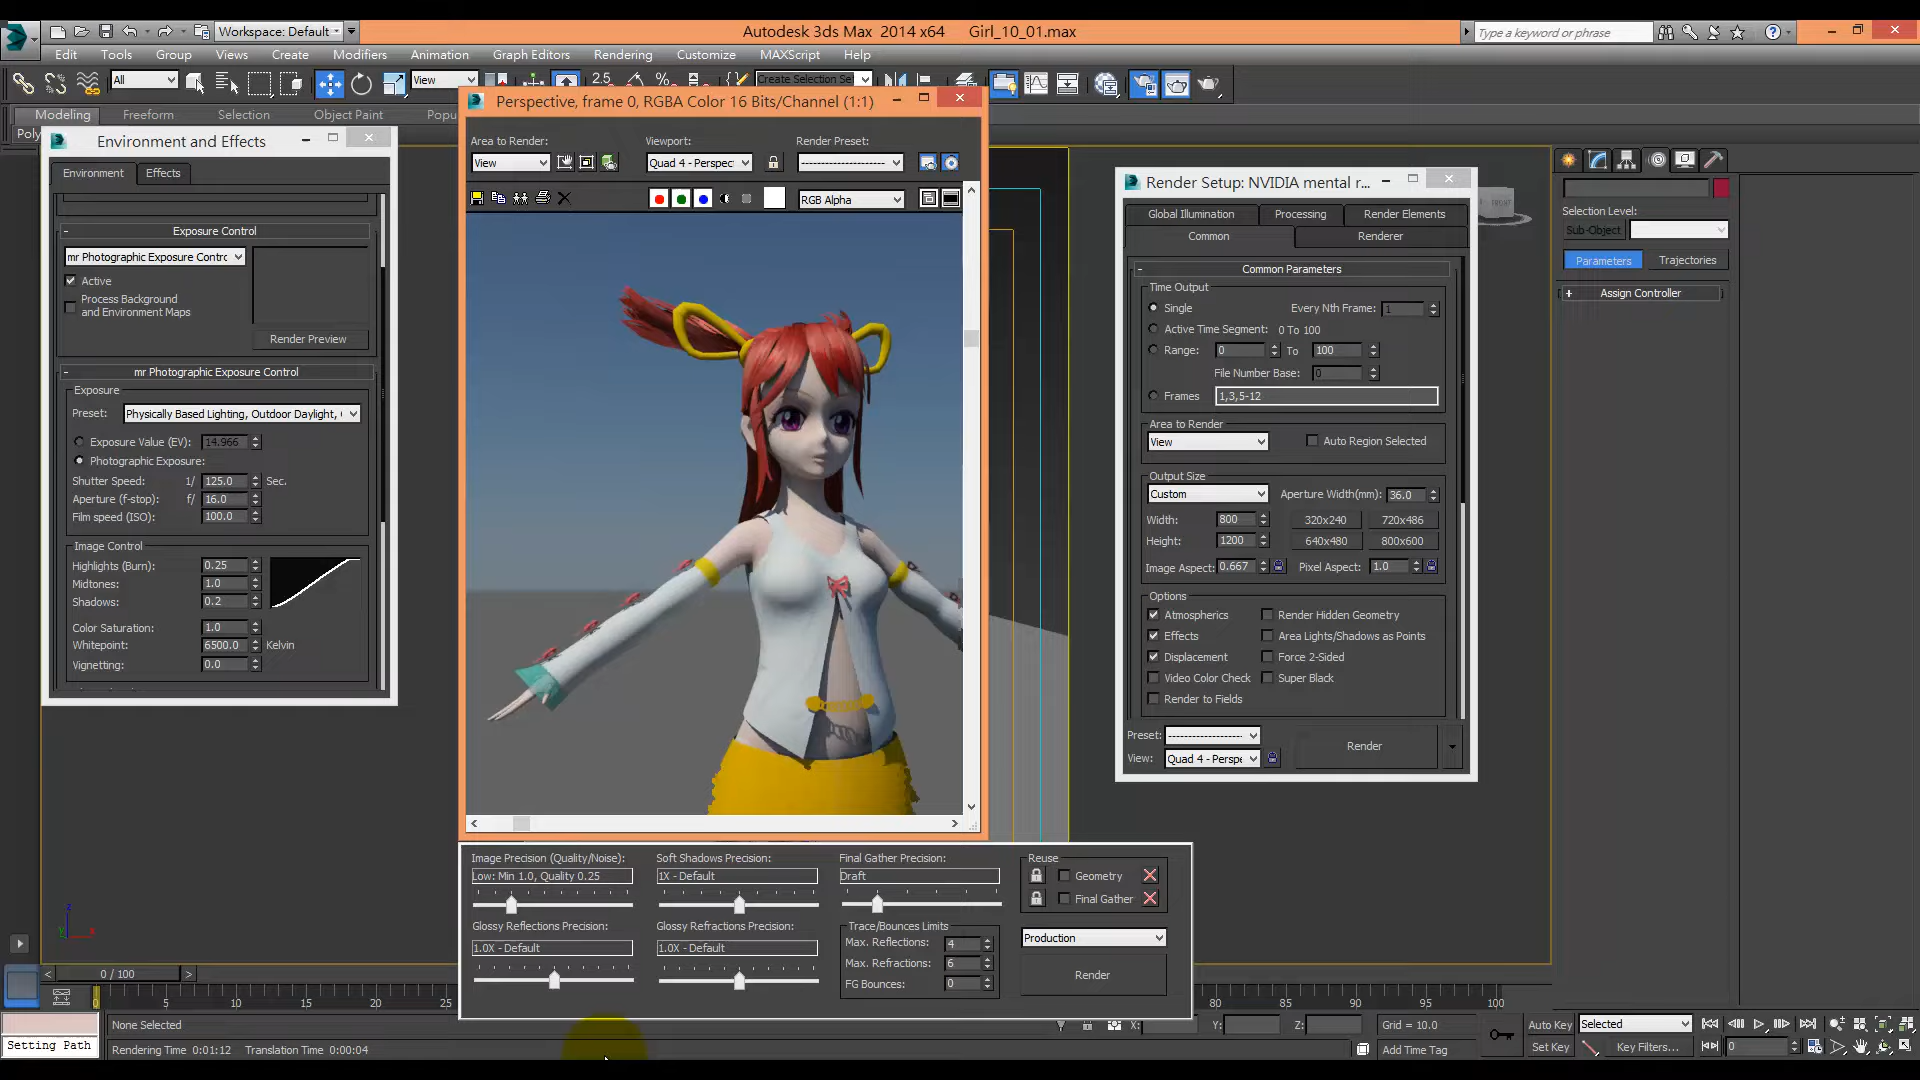 Workspace: Default
Autodesk 3ds Max 2014 x64 Girl_10_01.max
Type a keyword or phrase
Edit Tools Group Views Create Modifiers Animation Graph Editors Rendering Customize MAXScript Help
All
View
2.5
Create Selection Set
Modeling Freeform Selection Object Paint Popu
Poly
Environment and Effects
Environment Effects
Exposure Control
mr Photographic Exposure Contro
Active
Process Background
and Environment Maps
Render Preview
mr Photographic Exposure Control
Exposure
Preset: Physically Based Lighting, Outdoor Daylight, 
Exposure Value (EV): 14.966
Photographic Exposure:
Shutter Speed: 1/ 125.0 Sec.
Aperture (f-stop): f/ 16.0
Film speed (ISO): 100.0
Image Control
Highlights (Burn): 0.25
Midtones: 1.0
Shadows: 0.2
Color Saturation: 1.0
Whitepoint: 6500.0 Kelvin
Vignetting: 0.0
Perspective, frame 0, RGBA Color 16 Bits/Channel (1:1)
Area to Render: Viewport: Render Preset:
View Quad 4 - Perspec
RGB Alpha
Render Setup: NVIDIA mental r...
Global Illumination Processing Render Elements
Common Renderer
Common Parameters
Time Output
Single Every Nth Frame: 1
Active Time Segment: 0 To 100
Range: 0 To 100
File Number Base: 0
Frames 1,3,5-12
Area to Render
View Auto Region Selected
Output Size
Custom Aperture Width(mm): 36.0
Width: 800 320x240 720x486
Height: 1200 640x480 800x600
Image Aspect: 0.667 Pixel Aspect: 1.0
Options
Atmospherics Render Hidden Geometry
Effects Area Lights/Shadows as Points
Displacement Force 2-Sided
Video Color Check Super Black
Render to Fields
Preset:
View: Quad 4 - Perspe
Render
FRONT
Selection Level:
Sub-Object
Parameters Trajectories
+ Assign Controller
Image Precision (Quality/Noise): Soft Shadows Precision: Final Gather Precision: Reuse
Low: Min 1.0, Quality 0.25 1X - Default Draft Geometry
Final Gather
Glossy Reflections Precision: Glossy Refractions Precision: Trace/Bounces Limits
1.0X - Default 1.0X - Default Max. Reflections: 4 Production
Max. Refractions: 6
FG Bounces: 0 Render
z
y x
< 0 / 100 >
0 5 10 15 20 25 80 85 90 95 100
None Selected X: Y: Z: Grid = 10.0 Auto Key Selected
Setting Path
Rendering Time 0:01:12 Translation Time 0:00:04 Add Time Tag Set Key Key Filters... 0